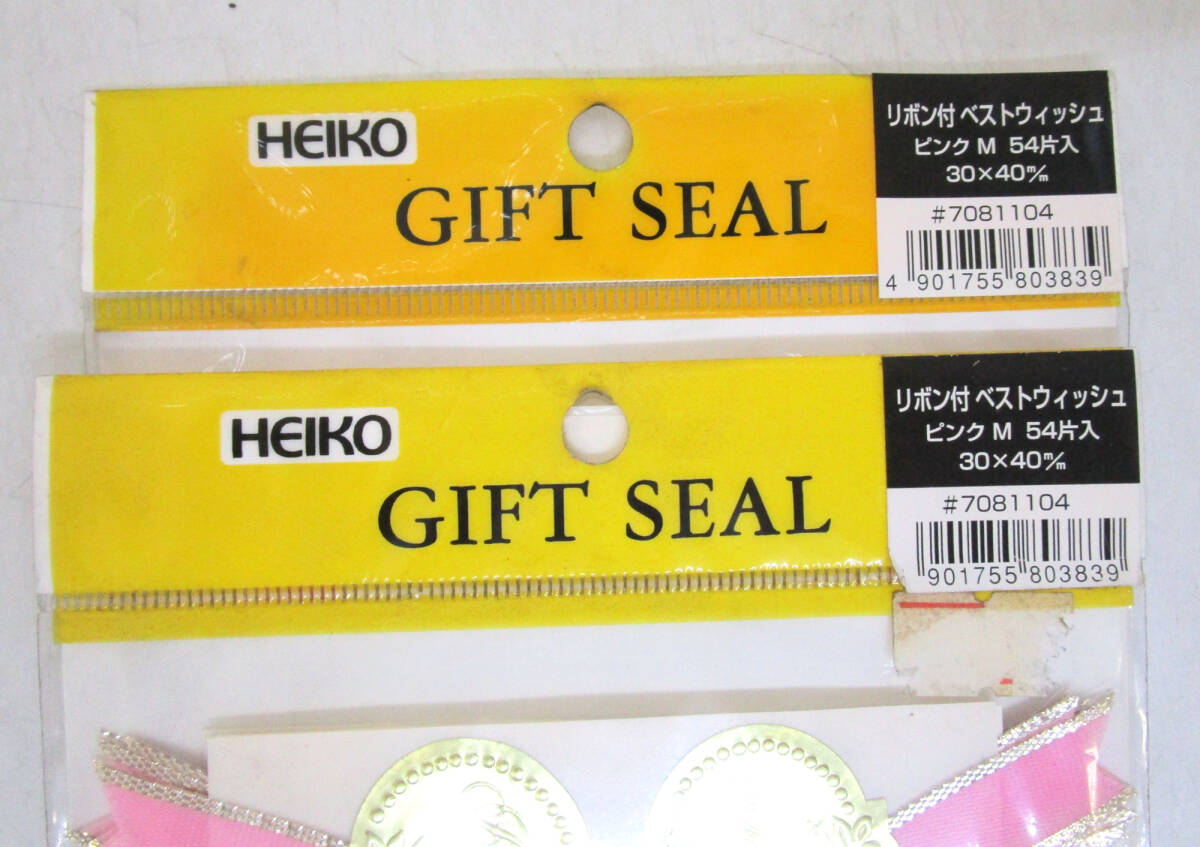 HEIKO
GIFT SEAL
リボン付 ベストウィッシュ
ピンク M 54片入
30×40m/m
#7081104
4 901755 803839
HEIKO
GIFT SEAL
リボン付 ベストウィッシュ
ピンク M 54片入
30×40m/m
#7081104
901755 803839